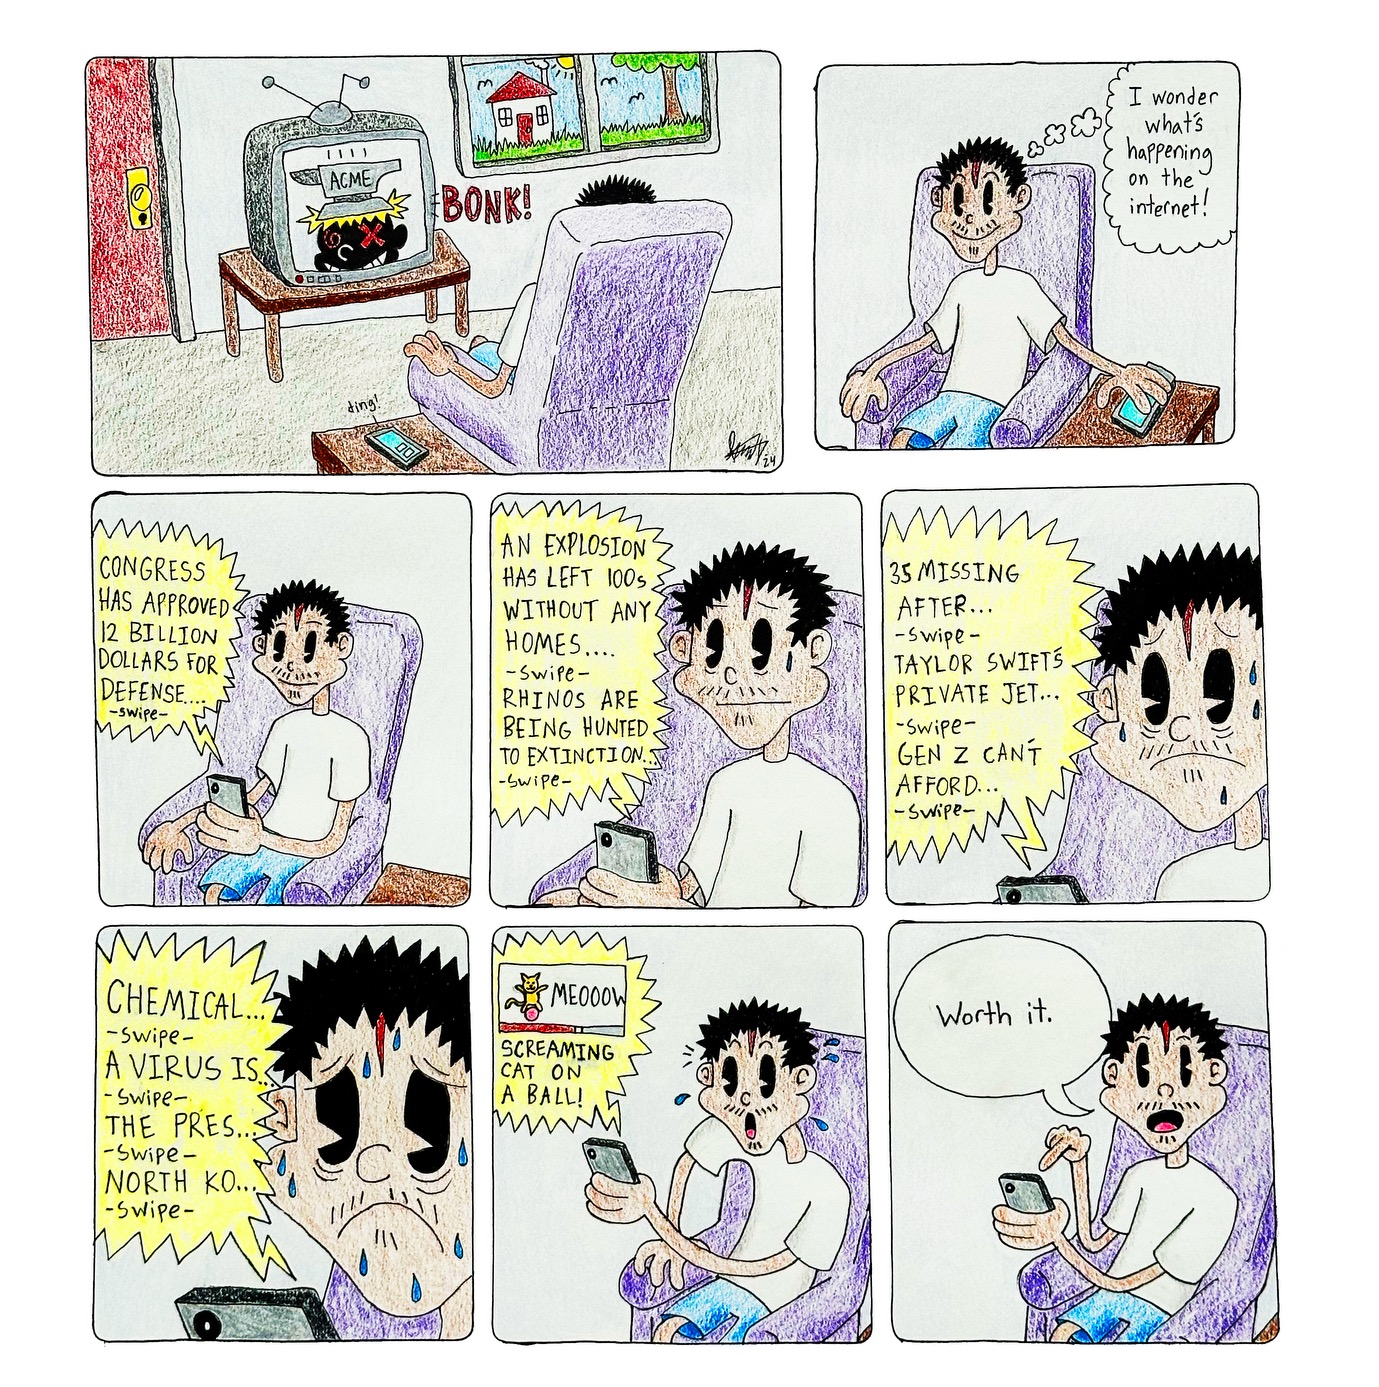 ACME
BONK!
ding!
24
I wonder
what's
happening
on the
internet!
CONGRESS
HAS APPROVED
12 BILLION
DOLLARS FOR
DEFENSE....
-swipe-
AN EXPLOSION
HAS LEFT 100s
WITHOUT ANY
HOMES....
-swipe-
RHINOS ARE
BEING HUNTED
TO EXTINCTION...
-swipe-
35 MISSING
AFTER...
-swipe-
TAYLOR SWIFT'S
PRIVATE JET...
-swipe-
GEN Z CAN'T
AFFORD...
-swipe-
CHEMICAL...
-swipe-
A VIRUS IS...
-swipe-
THE PRES...
-swipe-
NORTH KO...
-swipe-
MEOOOW
SCREAMING
CAT ON
A BALL!
Worth it.